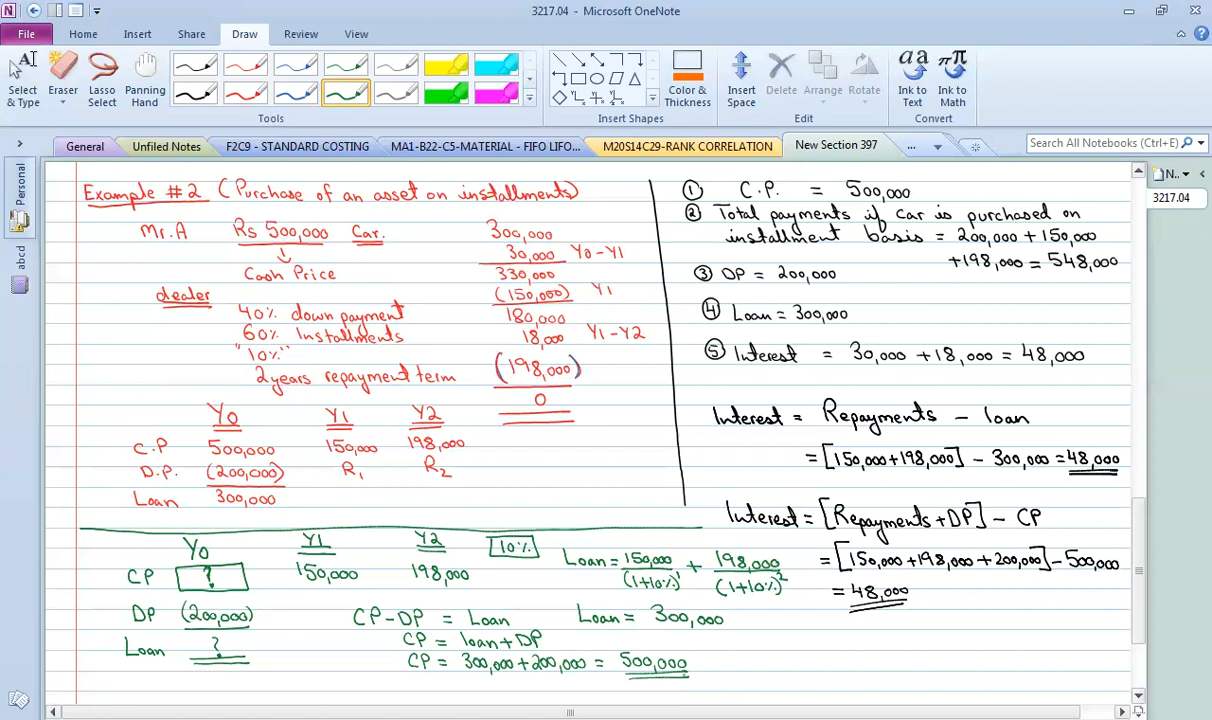 3217.04 - Microsoft OneNote
File Home Insert Share Draw Review View
Select & Type
Eraser
Lasso Select
Panning Hand
Color & Thickness
Insert Space
Delete
Arrange
Rotate
Ink to Text
Ink to Math
Tools
Insert Shapes
Edit
Convert
General
Unfiled Notes
F2C9 - STANDARD COSTING
MA1-B22-C5-MATERIAL - FIFO LIFO...
M20S14C29-RANK CORRELATION
New Section 397
...
Search All Notebooks (Ctrl+E)
N..
3217.04
Personal
abcd
Example #2 (Purchase of an asset on installments)
Mr.A Rs 500,000 Car.
Cash Price
dealer
40% down payment
60% Installments
"10%"
2 years repayment term
300,000
30,000 Y0-Y1
330,000
(150,000) Y1
180,000
18,000 Y1-Y2
(198,000)
0
Y0 Y1 Y2
C.P 500,000 150,000 198,000
D.P. (200,000) R1 R2
Loan 300,000
① C.P. = 500,000
② Total payments if car is purchased on
installment basis = 200,000 + 150,000
+198,000 = 548,000
③ DP = 200,000
④ Loan = 300,000
⑤ Interest = 30,000 + 18,000 = 48,000
Interest = Repayments - loan
= [150,000+198,000] - 300,000 = 48,000
Interest = [Repayments+DP] - CP
= [150,000+198,000+200,000] - 500,000
= 48,000
Y0 Y1 Y2 10%
CP ? 150,000 198,000
DP (200,000)
Loan ?
Loan = 150,000/(1+10%)^1 + 198,000/(1+10%)^2
CP-DP = Loan Loan = 300,000
CP = loan+DP
CP = 300,000+200,000 = 500,000